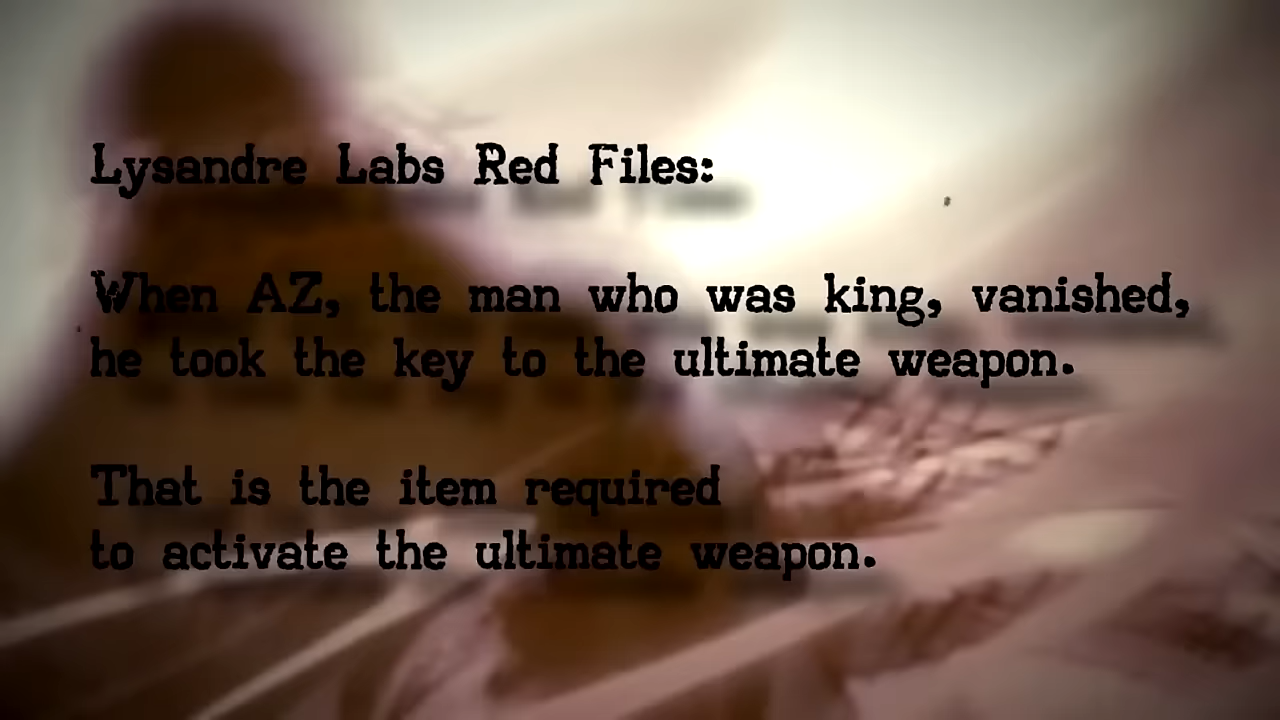 Lysandre Labs Red Files:
When AZ, the man who was king, vanished,
he took the key to the ultimate weapon.
That is the item required
to activate the ultimate weapon.